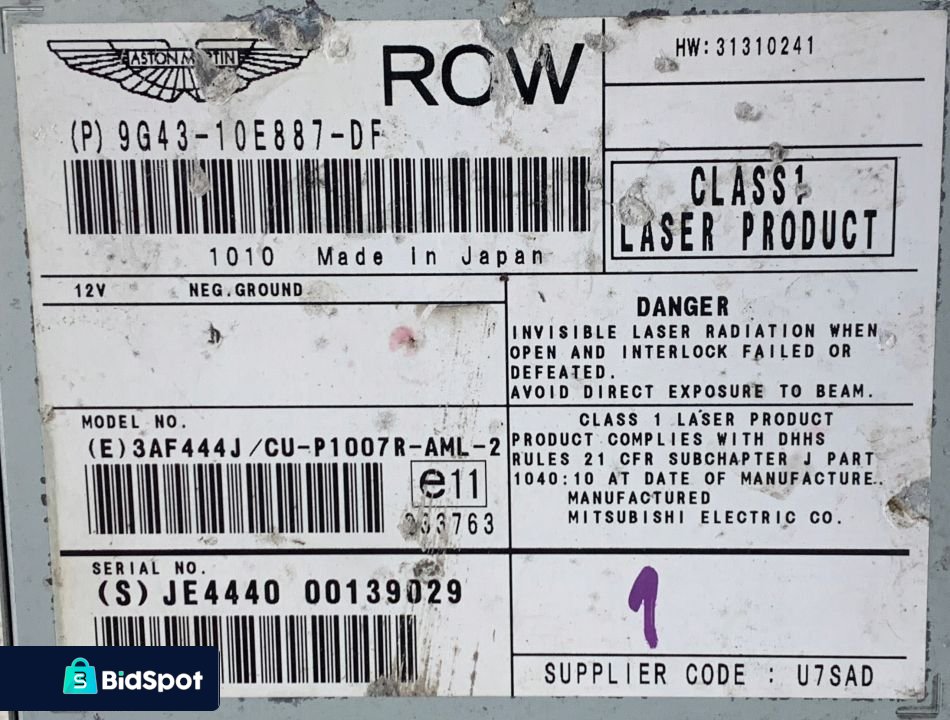 ASTON MARTIN
ROW
HW:31310241
(P) 9G43-10E887-DF
CLASS1
LASER PRODUCT
1010 Made In Japan
12V NEG.GROUND
DANGER
INVISIBLE LASER RADIATION WHEN
OPEN AND INTERLOCK FAILED OR
DEFEATED.
AVOID DIRECT EXPOSURE TO BEAM.
MODEL NO.
(E)3AF444J/CU-P1007R-AML-2
e11
033763
CLASS 1 LASER PRODUCT
PRODUCT COMPLIES WITH DHHS
RULES 21 CFR SUBCHAPTER J PART
1040:10 AT DATE OF MANUFACTURE.
MANUFACTURED
MITSUBISHI ELECTRIC CO.
SERIAL NO.
(S) JE4440 00139029
1
SUPPLIER CODE : U7SAD
BidSpot